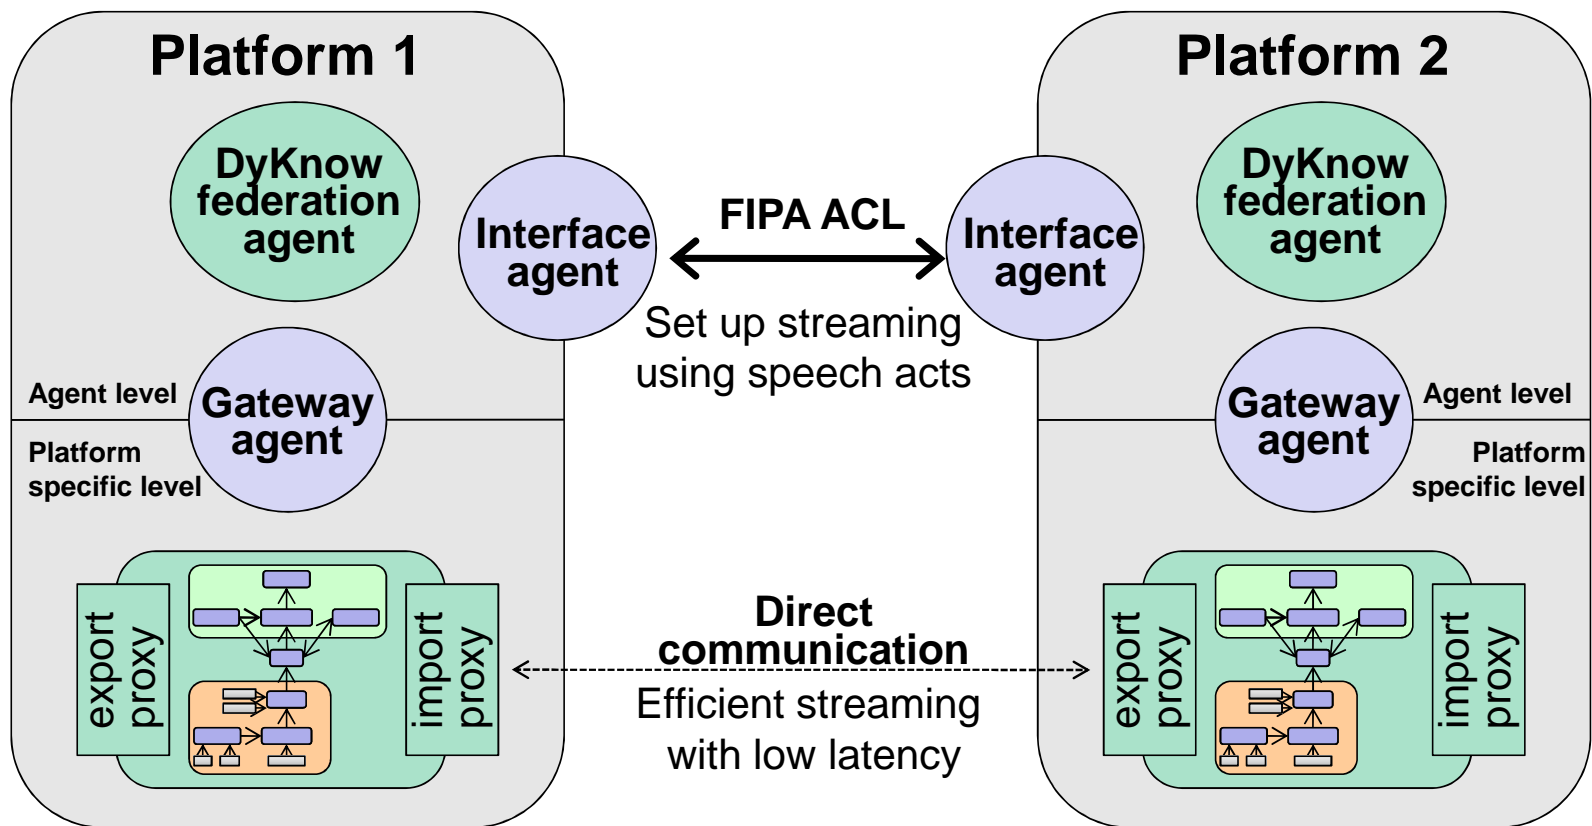 Platform 1
DyKnow
federation
agent
Interface
agent
Agent level
Gateway
agent
Platform
specific level
export
proxy
import
proxy
FIPA ACL
Set up streaming
using speech acts
Direct
communication
Efficient streaming
with low latency
Platform 2
DyKnow
federation
agent
Interface
agent
Gateway
agent
Agent level
Platform
specific level
export
proxy
import
proxy